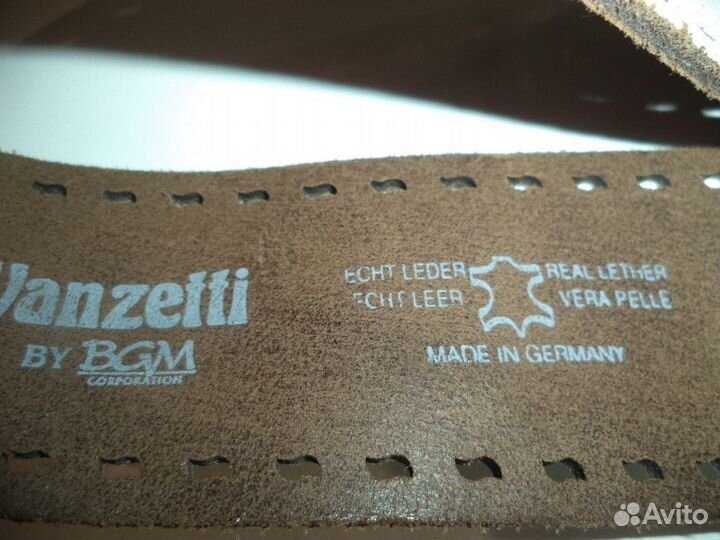 Vanzetti
BY BGM
CORPORATION
ECHT LEDER REAL LETHER
ECHT LEER VERA PELLE
MADE IN GERMANY
Avito